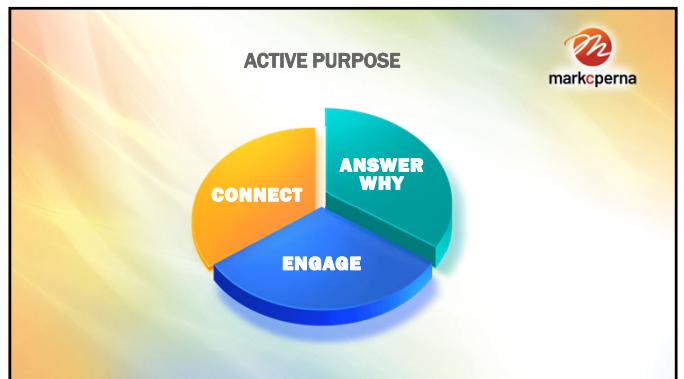 ACTIVE PURPOSE
markcperna
ANSWER
WHY
CONNECT
ENGAGE